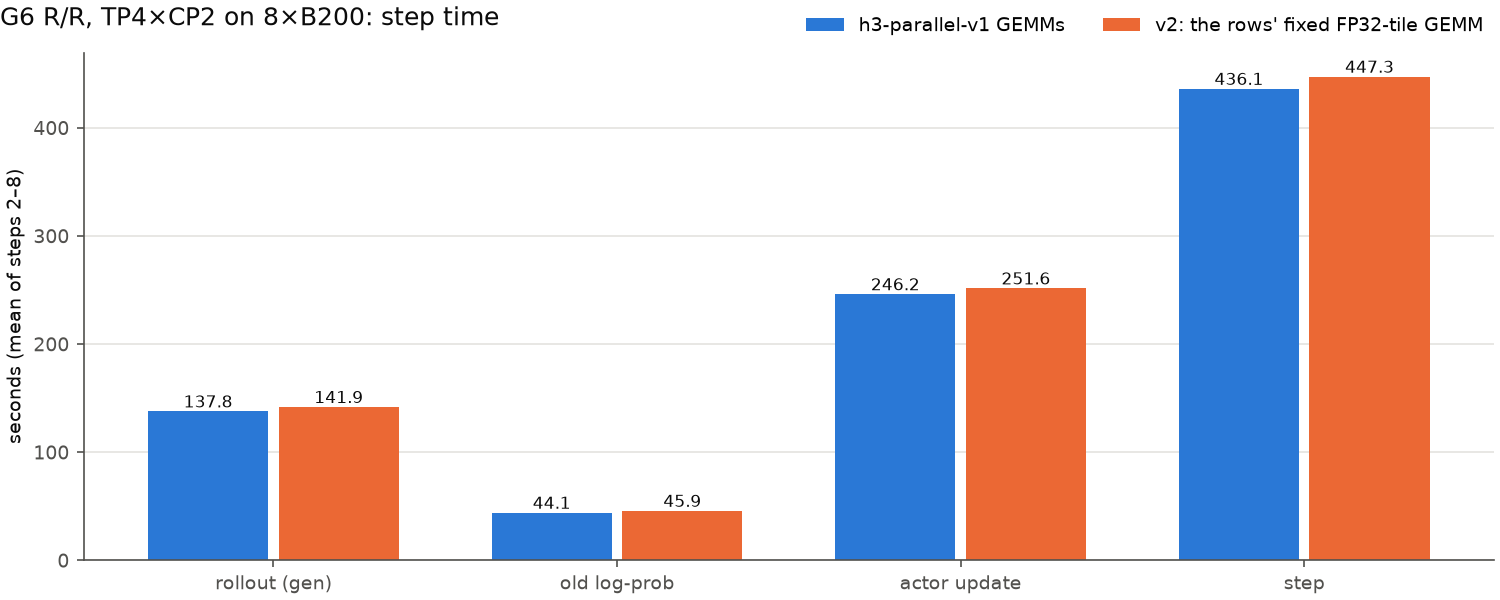 G6 R/R, TP4×CP2 on 8×B200: step time
h3-parallel-v1 GEMMs
v2: the rows' fixed FP32-tile GEMM
seconds (mean of steps 2–8)
400
300
200
100
0
137.8
141.9
44.1
45.9
246.2
251.6
436.1
447.3
rollout (gen)
old log-prob
actor update
step